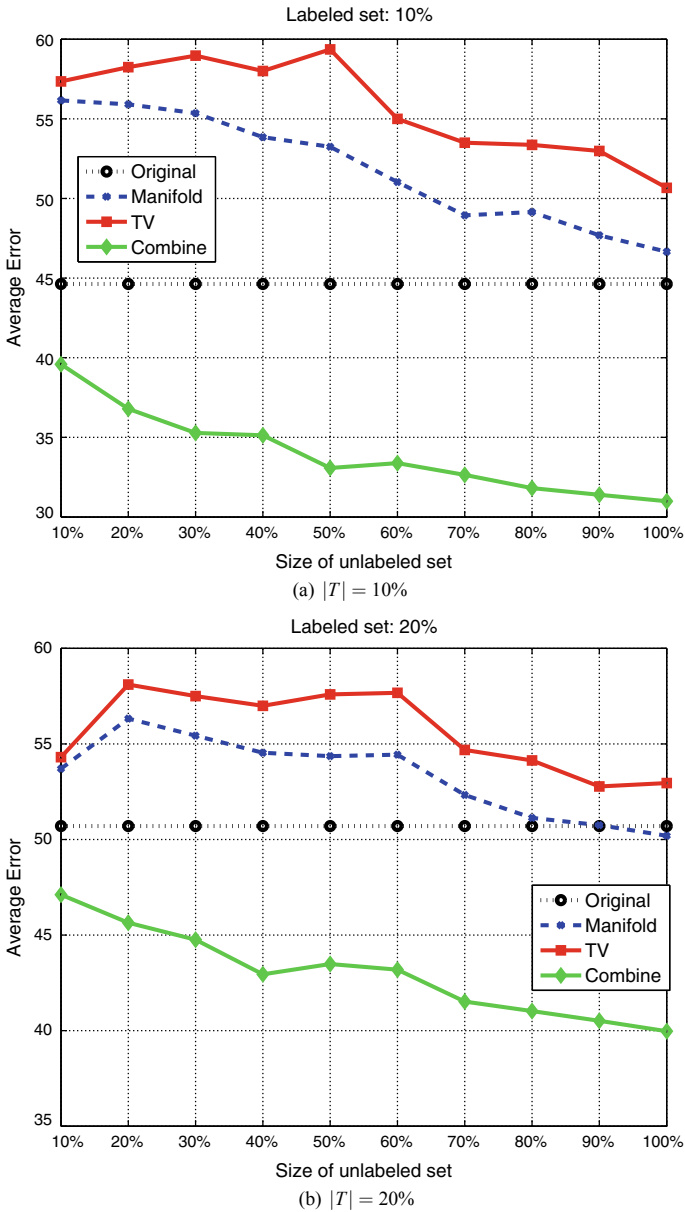 Labeled set: 10%
60
55
50
45
40
35
30
Average Error
Original
Manifold
TV
Combine
10% 20% 30% 40% 50% 60% 70% 80% 90% 100%
Size of unlabeled set
(a) |T| = 10%
Labeled set: 20%
60
55
50
45
40
35
Average Error
Original
Manifold
TV
Combine
10% 20% 30% 40% 50% 60% 70% 80% 90% 100%
Size of unlabeled set
(b) |T| = 20%